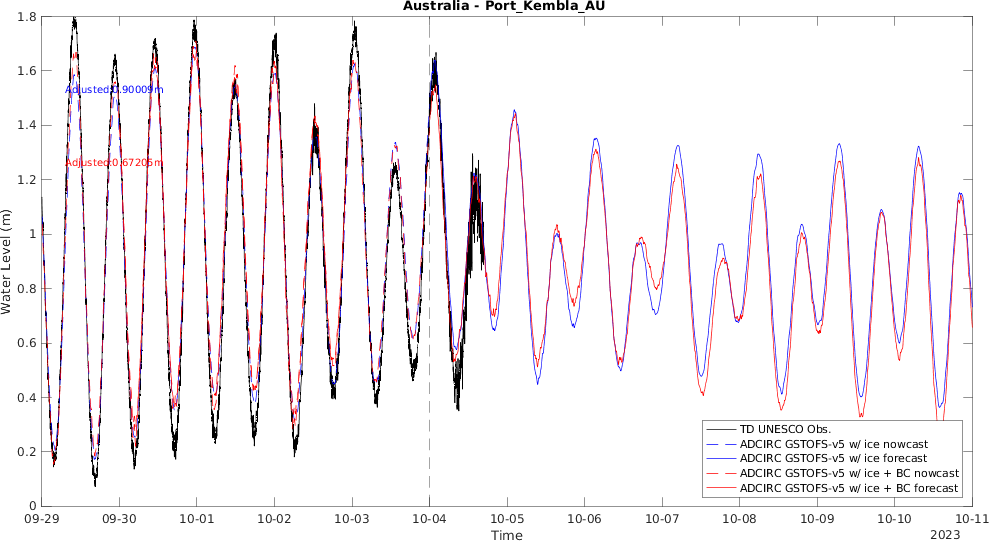 Australia - Port_Kembla_AU
1.8
1.6
1.4
1.2
1
0.8
0.6
0.4
0.2
0
Water Level (m)
Adjusted:0.90009m
Adjusted:0.67205m
TD UNESCO Obs.
ADCIRC GSTOFS-v5 w/ ice nowcast
ADCIRC GSTOFS-v5 w/ ice forecast
ADCIRC GSTOFS-v5 w/ ice + BC nowcast
ADCIRC GSTOFS-v5 w/ ice + BC forecast
09-29 09-30 10-01 10-02 10-03 10-04 10-05 10-06 10-07 10-08 10-09 10-10 10-11
Time
2023